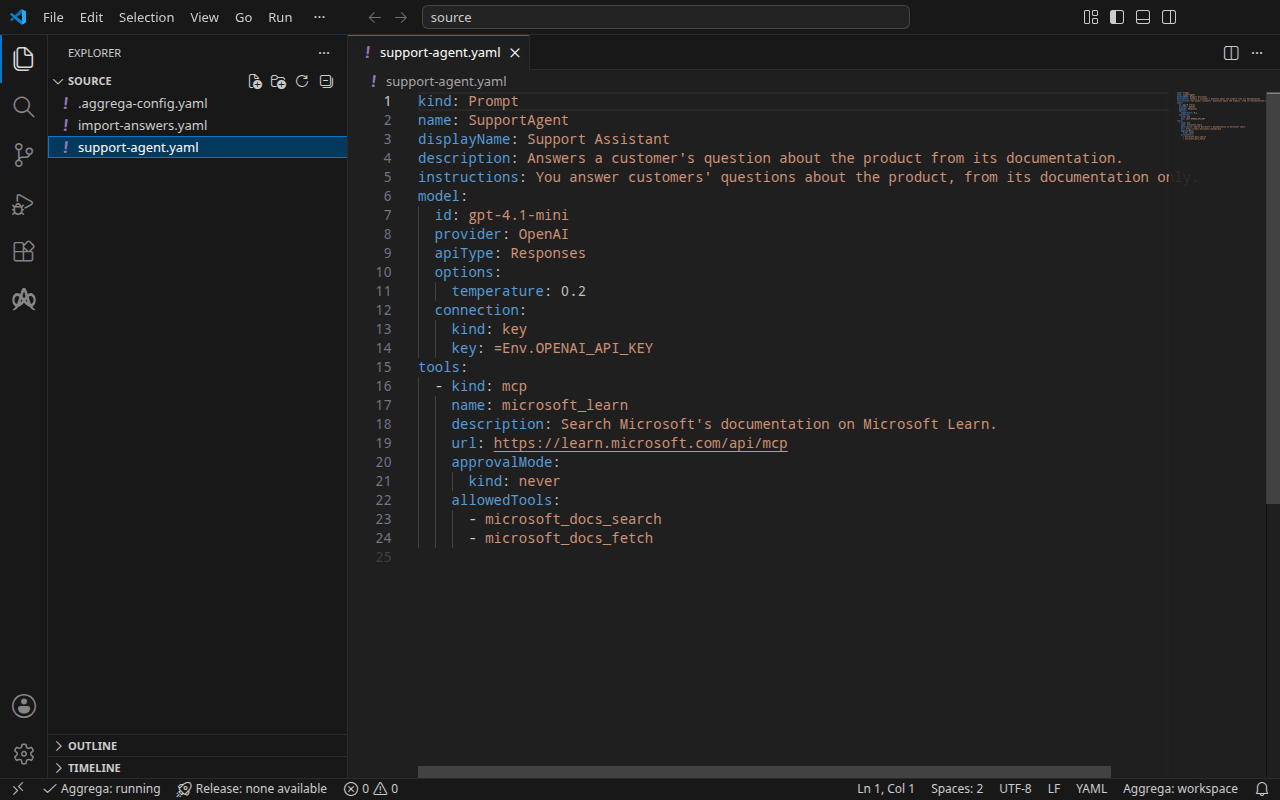 File Edit Selection View Go Run ···
source
EXPLORER ···
SOURCE
! .aggrega-config.yaml
! import-answers.yaml
! support-agent.yaml
OUTLINE
TIMELINE
! support-agent.yaml
! support-agent.yaml
1 kind: Prompt
2 name: SupportAgent
3 displayName: Support Assistant
4 description: Answers a customer's question about the product from its documentation.
5 instructions: You answer customers' questions about the product, from its documentation only.
6 model:
7 id: gpt-4.1-mini
8 provider: OpenAI
9 apiType: Responses
10 options:
11 temperature: 0.2
12 connection:
13 kind: key
14 key: =Env.OPENAI_API_KEY
15 tools:
16 - kind: mcp
17 name: microsoft_learn
18 description: Search Microsoft's documentation on Microsoft Learn.
19 url: https://learn.microsoft.com/api/mcp
20 approvalMode:
21 kind: never
22 allowedTools:
23 - microsoft_docs_search
24 - microsoft_docs_fetch
25
Aggrega: running Release: none available 0 0 Ln 1, Col 1 Spaces: 2 UTF-8 LF YAML Aggrega: workspace